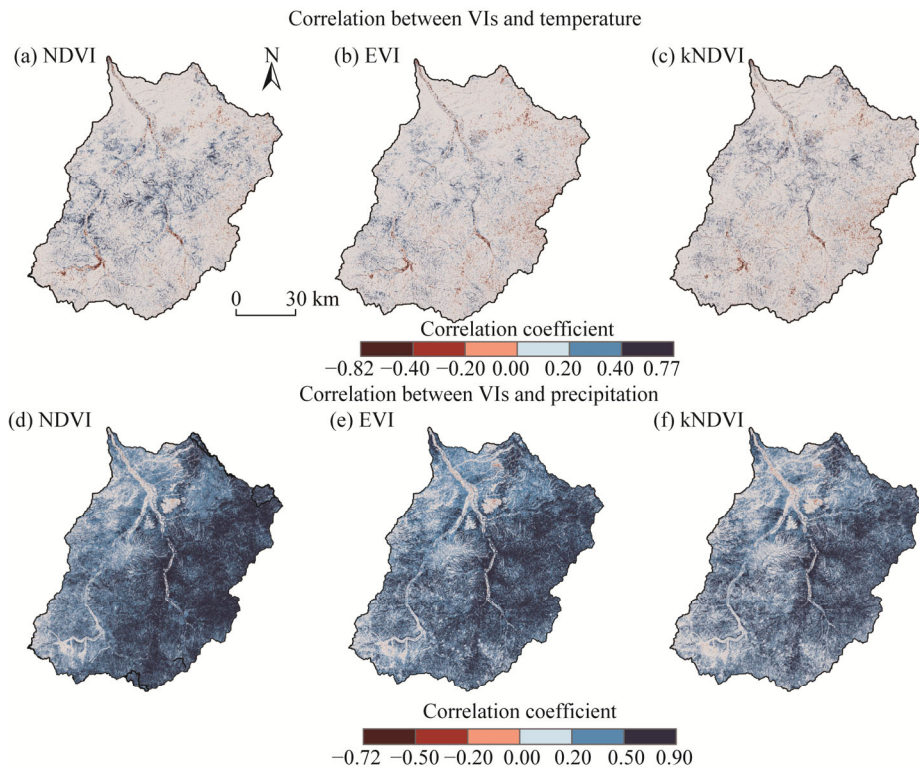 Correlation between VIs and temperature
(a) NDVI
N
(b) EVI
(c) kNDVI
0 30 km
Correlation coefficient
−0.82 −0.40 −0.20 0.00 0.20 0.40 0.77
Correlation between VIs and precipitation
(d) NDVI
(e) EVI
(f) kNDVI
Correlation coefficient
−0.72 −0.50 −0.20 0.00 0.20 0.50 0.90